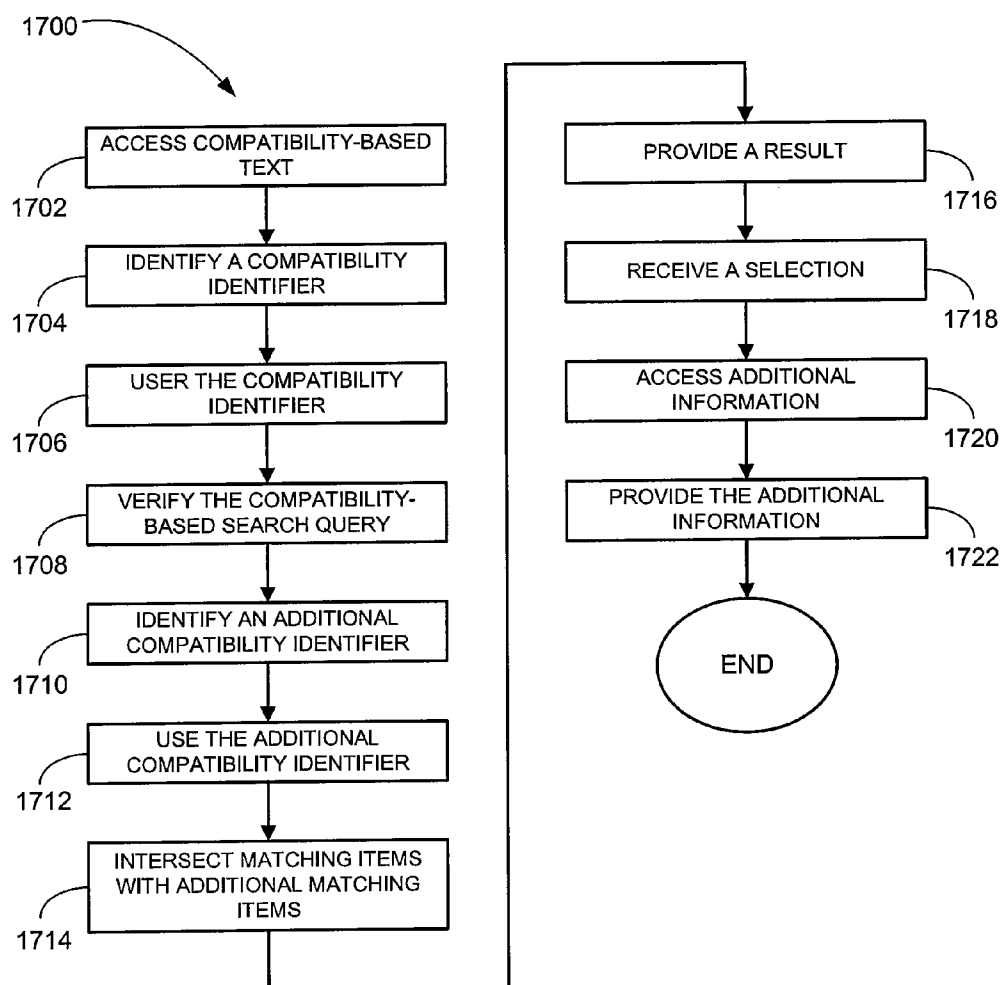 1700
ACCESS COMPATIBILITY-BASED
TEXT
1702
IDENTIFY A COMPATIBILITY
IDENTIFIER
1704
USER THE COMPATIBILITY
IDENTIFIER
1706
VERIFY THE COMPATIBILITY-
BASED SEARCH QUERY
1708
IDENTIFY AN ADDITIONAL
COMPATIBILITY IDENTIFIER
1710
USE THE ADDITIONAL
COMPATIBILITY IDENTIFIER
1712
INTERSECT MATCHING ITEMS
WITH ADDITIONAL MATCHING
ITEMS
1714
PROVIDE A RESULT
1716
RECEIVE A SELECTION
1718
ACCESS ADDITIONAL
INFORMATION
1720
PROVIDE THE ADDITIONAL
INFORMATION
1722
END